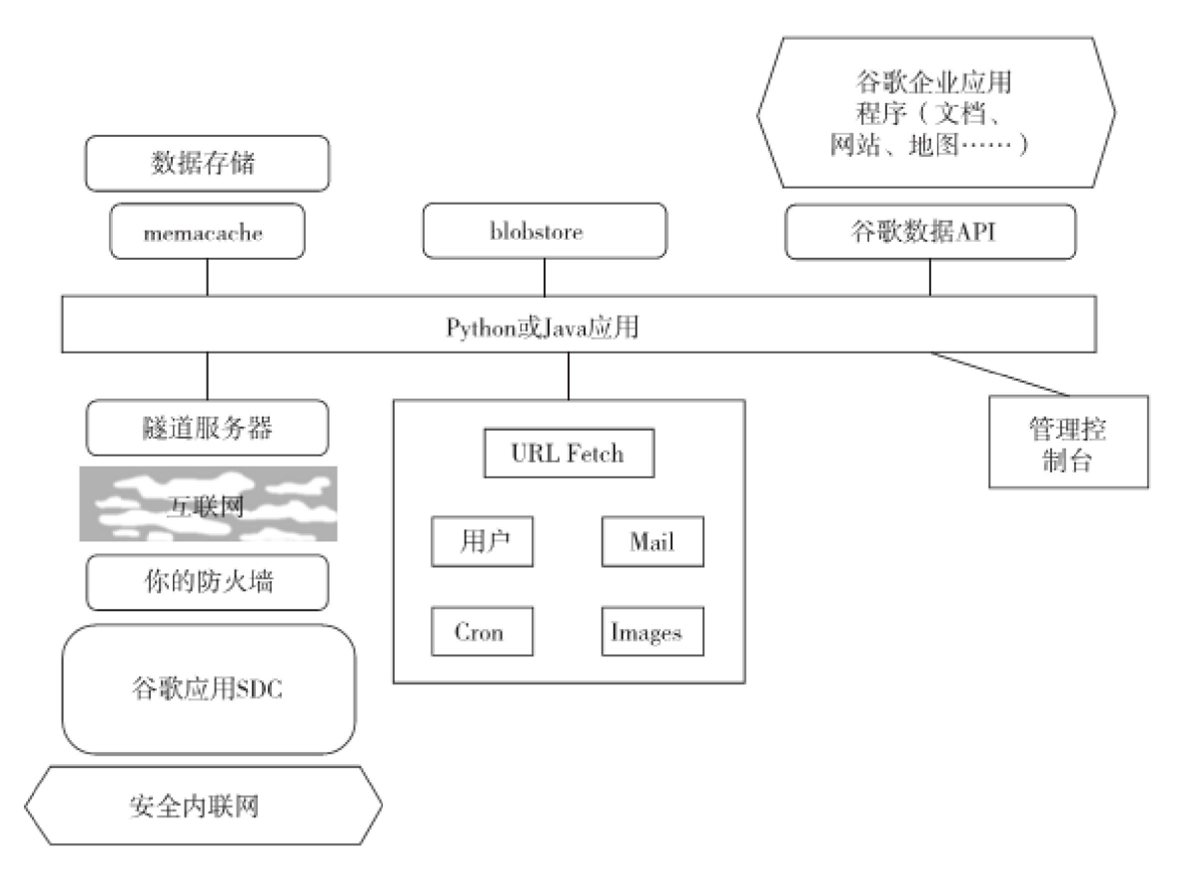 谷歌企业应用
程序（文档、
网站、地图……）
数据存储
memacache
blobstore
谷歌数据API
Python或Java应用
隧道服务器
互联网
你的防火墙
谷歌应用SDC
安全内联网
URL Fetch
用户
Mail
Cron
Images
管理控
制台